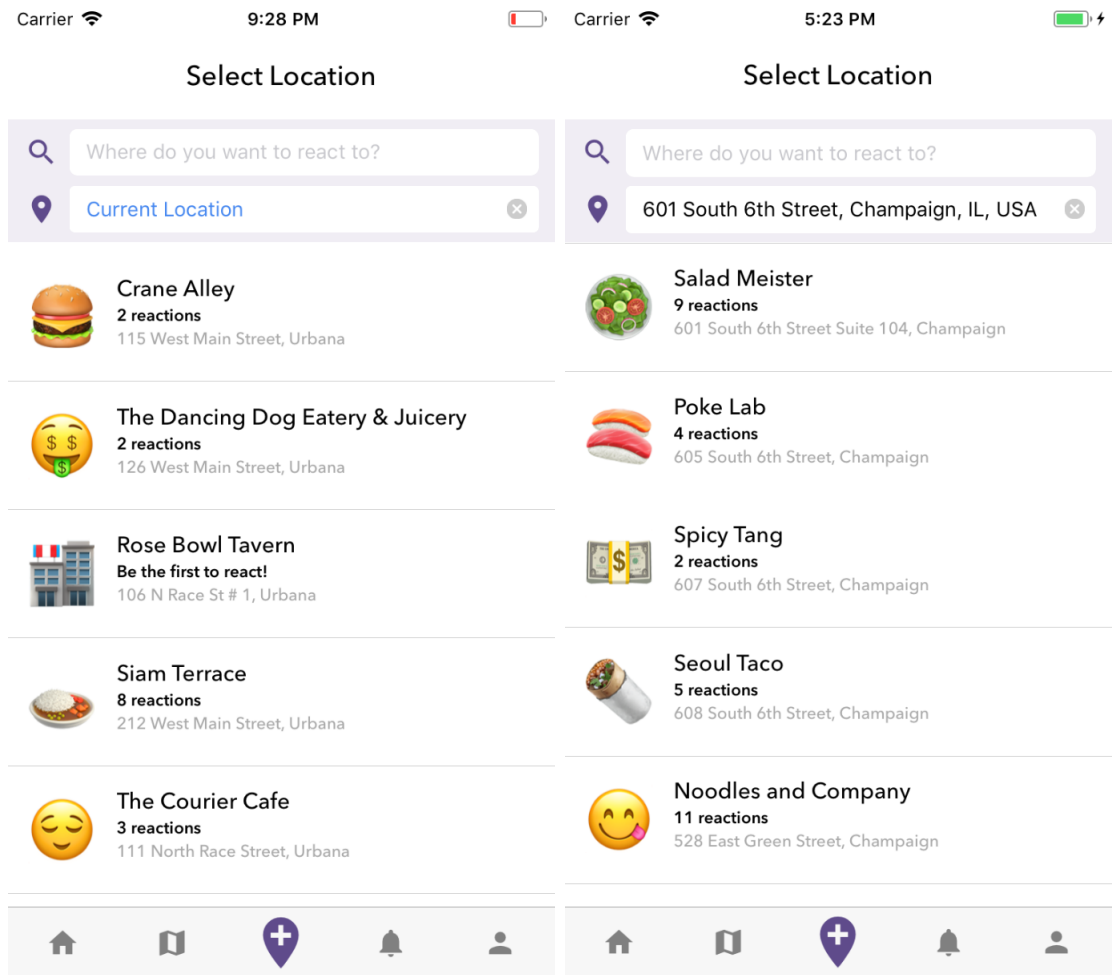 Carrier 9:28 PM
Select Location
Where do you want to react to?
Current Location
Crane Alley
2 reactions
115 West Main Street, Urbana
The Dancing Dog Eatery & Juicery
2 reactions
126 West Main Street, Urbana
Rose Bowl Tavern
Be the first to react!
106 N Race St # 1, Urbana
Siam Terrace
8 reactions
212 West Main Street, Urbana
The Courier Cafe
3 reactions
111 North Race Street, Urbana
Carrier 5:23 PM
Select Location
Where do you want to react to?
601 South 6th Street, Champaign, IL, USA
Salad Meister
9 reactions
601 South 6th Street Suite 104, Champaign
Poke Lab
4 reactions
605 South 6th Street, Champaign
Spicy Tang
2 reactions
607 South 6th Street, Champaign
Seoul Taco
5 reactions
608 South 6th Street, Champaign
Noodles and Company
11 reactions
528 East Green Street, Champaign